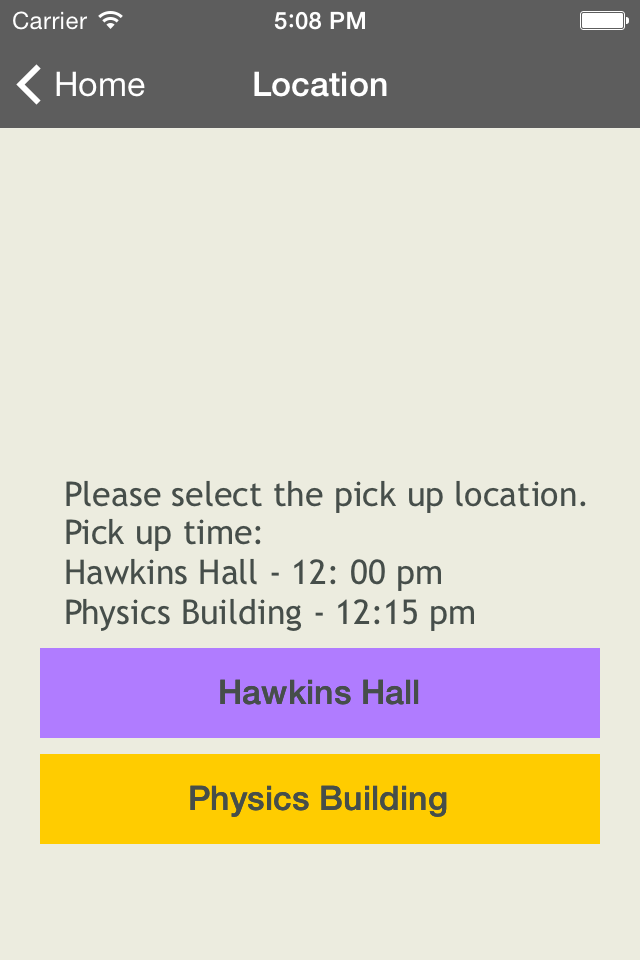 Carrier 5:08 PM
Home Location
Please select the pick up location.
Pick up time:
Hawkins Hall - 12: 00 pm
Physics Building - 12:15 pm
Hawkins Hall
Physics Building